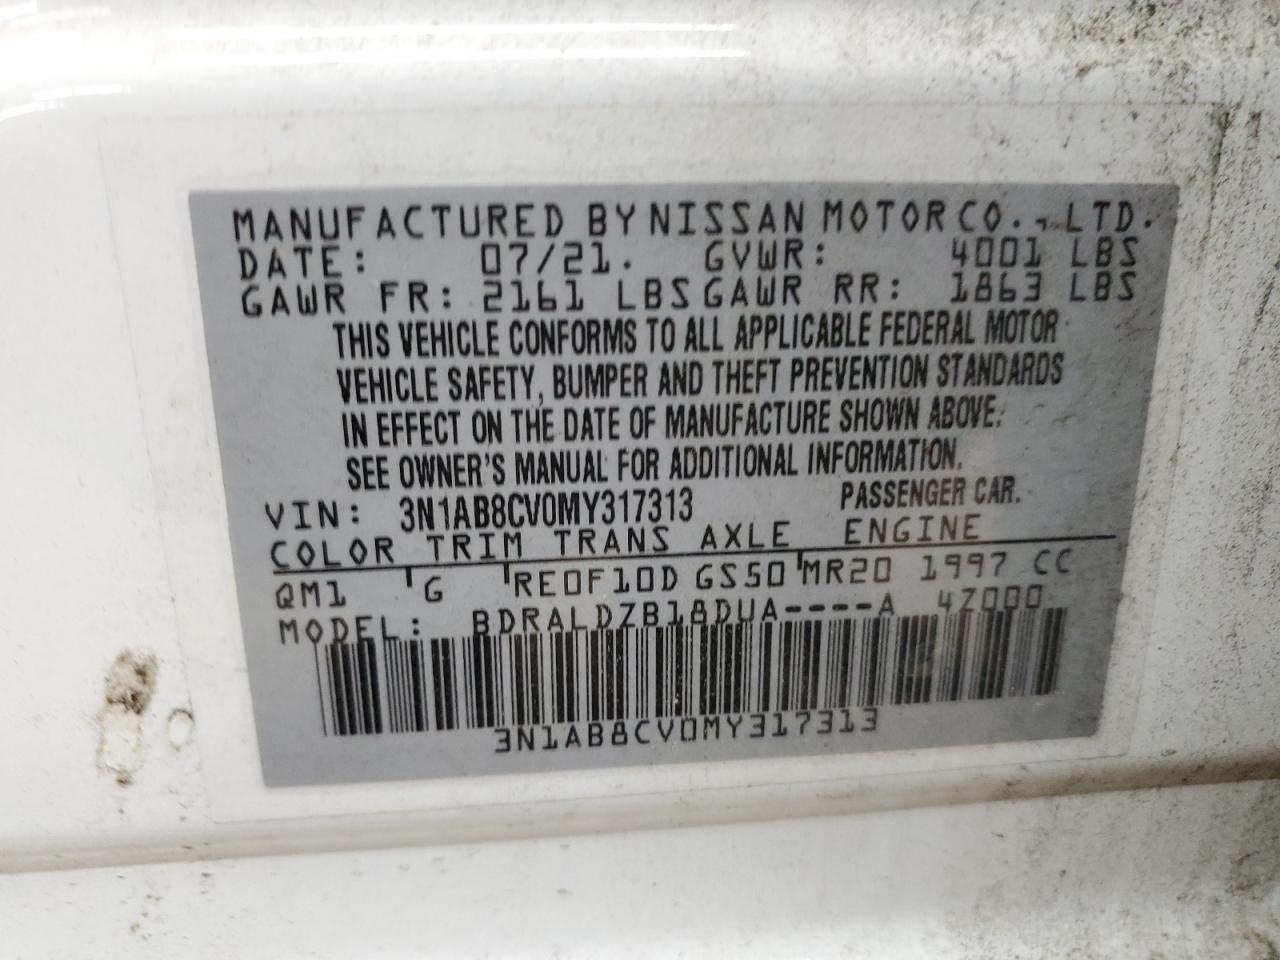 MANUFACTURED BY NISSAN MOTOR CO., LTD.
DATE: 07/21. GVWR: 4001 LBS
GAWR FR: 2161 LBS GAWR RR: 1863 LBS
THIS VEHICLE CONFORMS TO ALL APPLICABLE FEDERAL MOTOR
VEHICLE SAFETY, BUMPER AND THEFT PREVENTION STANDARDS
IN EFFECT ON THE DATE OF MANUFACTURE SHOWN ABOVE.
SEE OWNER'S MANUAL FOR ADDITIONAL INFORMATION.
VIN: 3N1AB8CV0MY317313 PASSENGER CAR.
COLOR TRIM TRANS AXLE ENGINE
QM1 G RE0F10D GS50 MR20 1997 CC
MODEL: BDRALDZB18DUA----A 4Z000
3N1AB8CV0MY317313